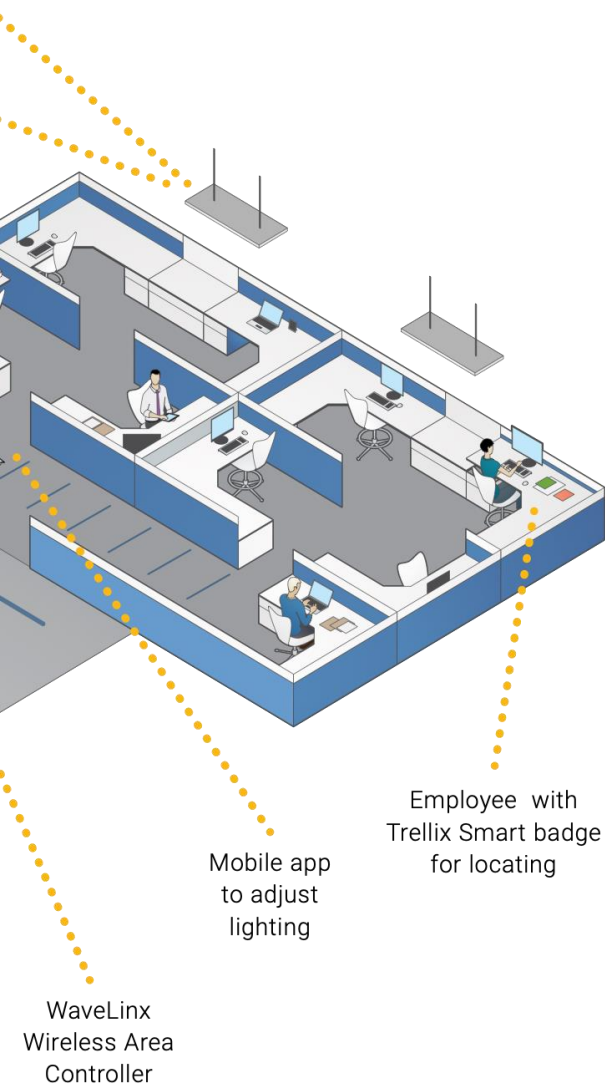 Employee with
Trellix Smart badge
for locating
Mobile app
to adjust
lighting
WaveLinx
Wireless Area
Controller